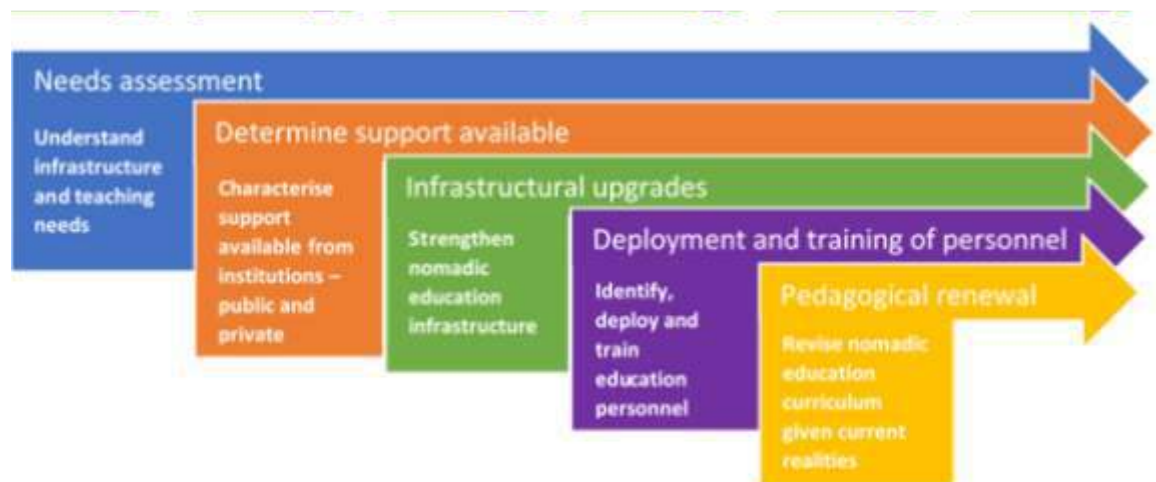 Needs assessment
Understand
infrastructure
and teaching
needs
Determine support available
Characterise
support
available from
institutions –
public and
private
Infrastructural upgrades
Strengthen
nomadic
education
infrastructure
Deployment and training of personnel
Identify,
deploy and
train
education
personnel
Pedagogical renewal
Revise nomadic
education
curriculum
given current
realities